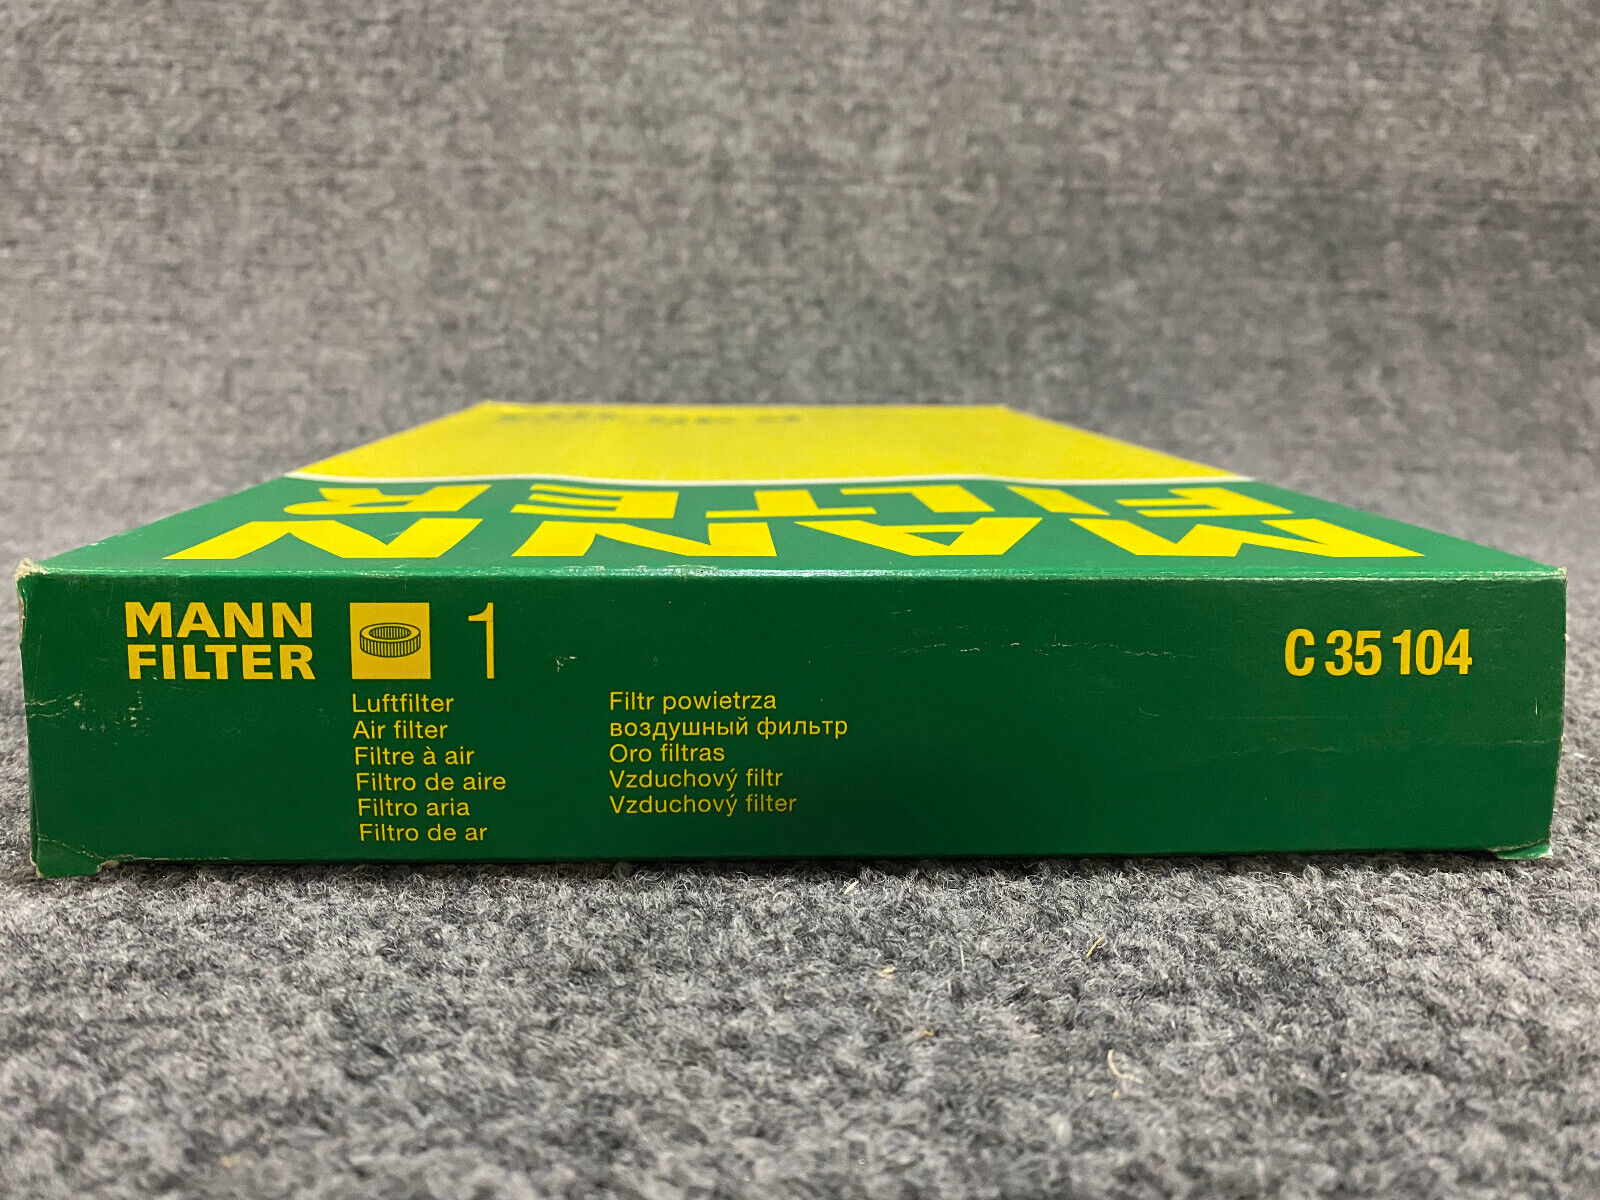 MANN
FILTER
MANN
FILTER
1
C 35 104
Luftfilter
Air filter
Filtre à air
Filtro de aire
Filtro aria
Filtro de ar
Filtr powietrza
воздушный фильтр
Oro filtras
Vzduchový filtr
Vzduchový filter